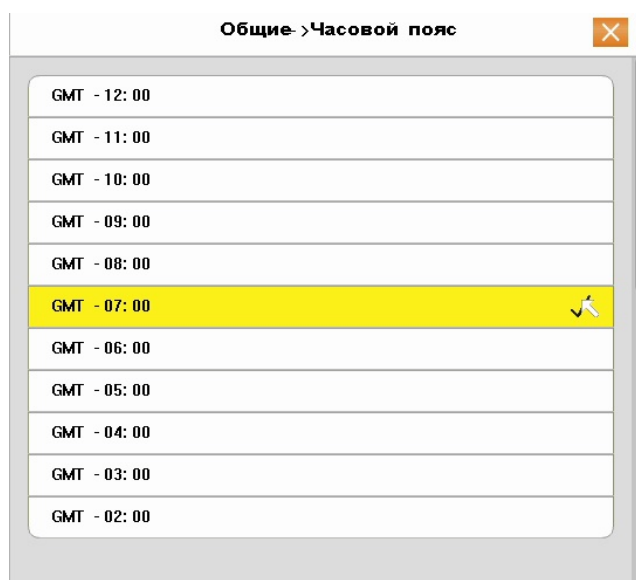 Общие->Часовой пояс
GMT - 12: 00
GMT - 11: 00
GMT - 10: 00
GMT - 09: 00
GMT - 08: 00
GMT - 07: 00
GMT - 06: 00
GMT - 05: 00
GMT - 04: 00
GMT - 03: 00
GMT - 02: 00